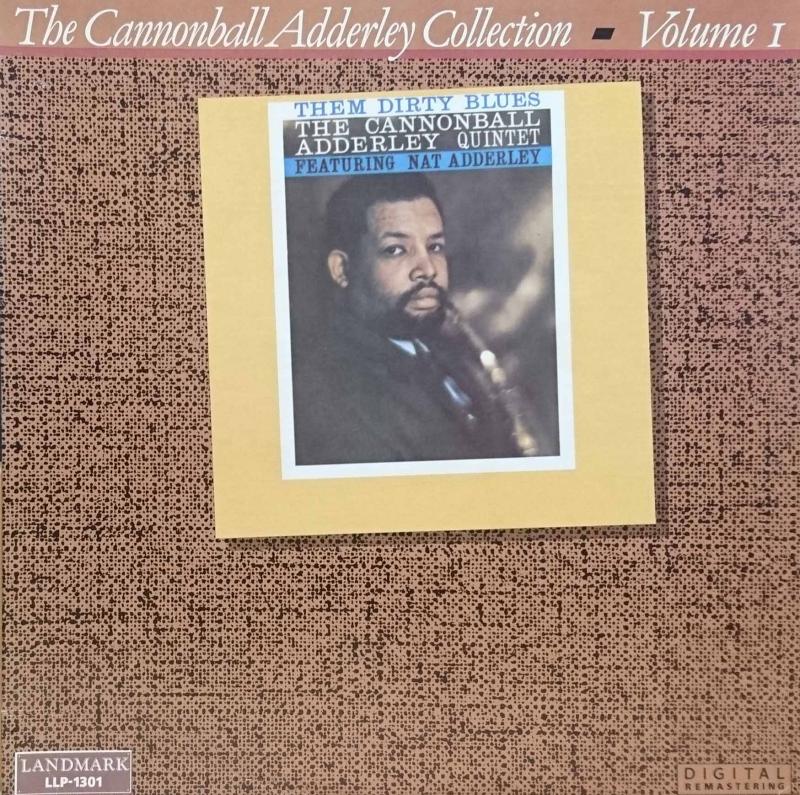 The Cannonball Adderley Collection - Volume 1
THEM DIRTY BLUES
THE CANNONBALL
ADDERLEY QUINTET
FEATURING NAT ADDERLEY
LANDMARK
LLP-1301
DIGITAL
REMASTERING